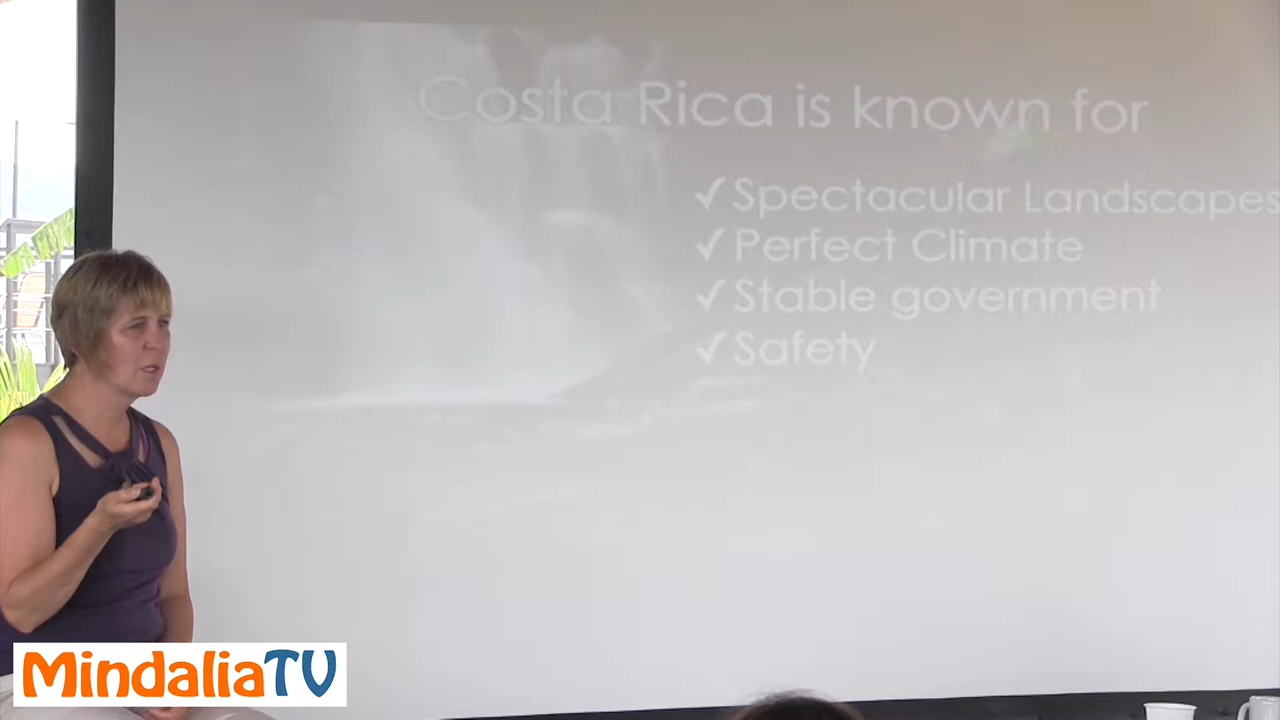 Costa Rica is known for
✓Spectacular Landscapes
✓Perfect Climate
✓Stable government
✓Safety
MindaliaTV